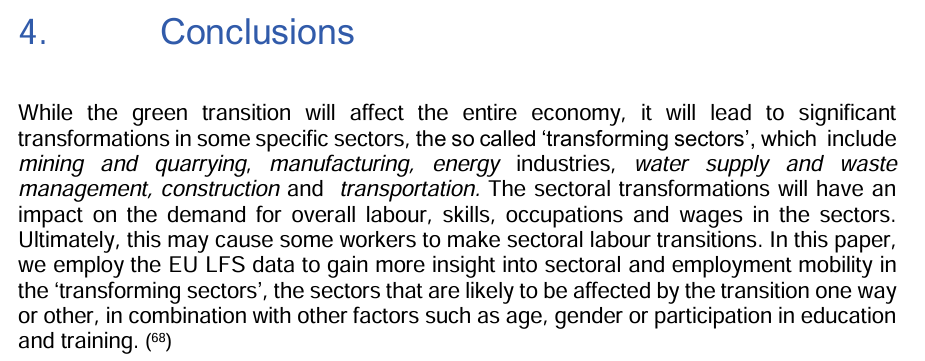 4. Conclusions
While the green transition will affect the entire economy, it will lead to significant
transformations in some specific sectors, the so called ‘transforming sectors’, which include
mining and quarrying, manufacturing, energy industries, water supply and waste
management, construction and transportation. The sectoral transformations will have an
impact on the demand for overall labour, skills, occupations and wages in the sectors.
Ultimately, this may cause some workers to make sectoral labour transitions. In this paper,
we employ the EU LFS data to gain more insight into sectoral and employment mobility in
the ‘transforming sectors’, the sectors that are likely to be affected by the transition one way
or other, in combination with other factors such as age, gender or participation in education
and training. (⁶⁸)